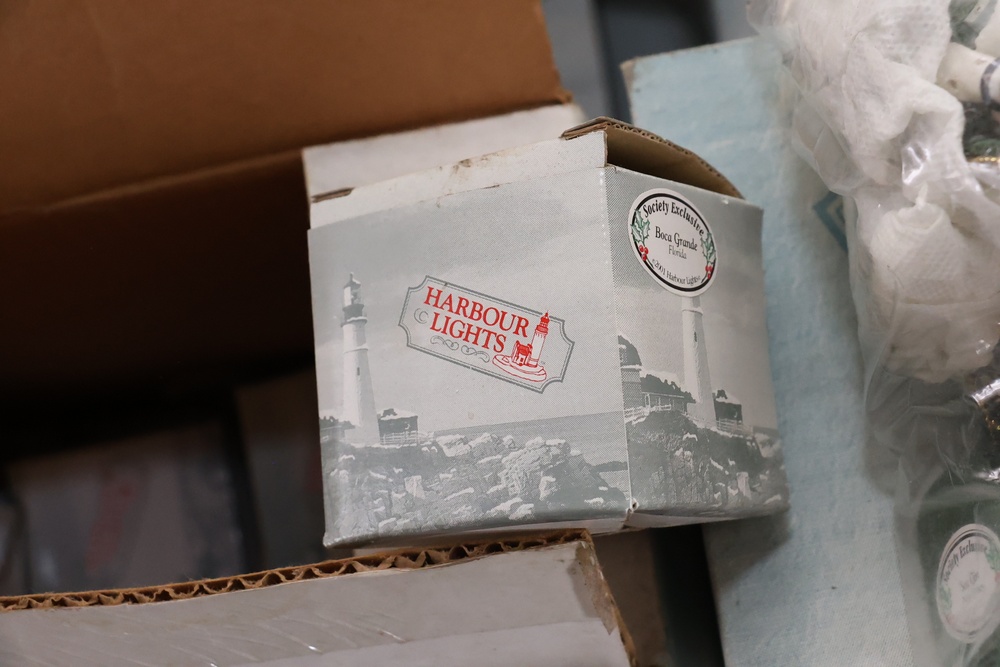 HARBOUR
LIGHTS
Society Exclusive
Boca Grande
Florida
©2001 Harbour Lights
Society Exclusive